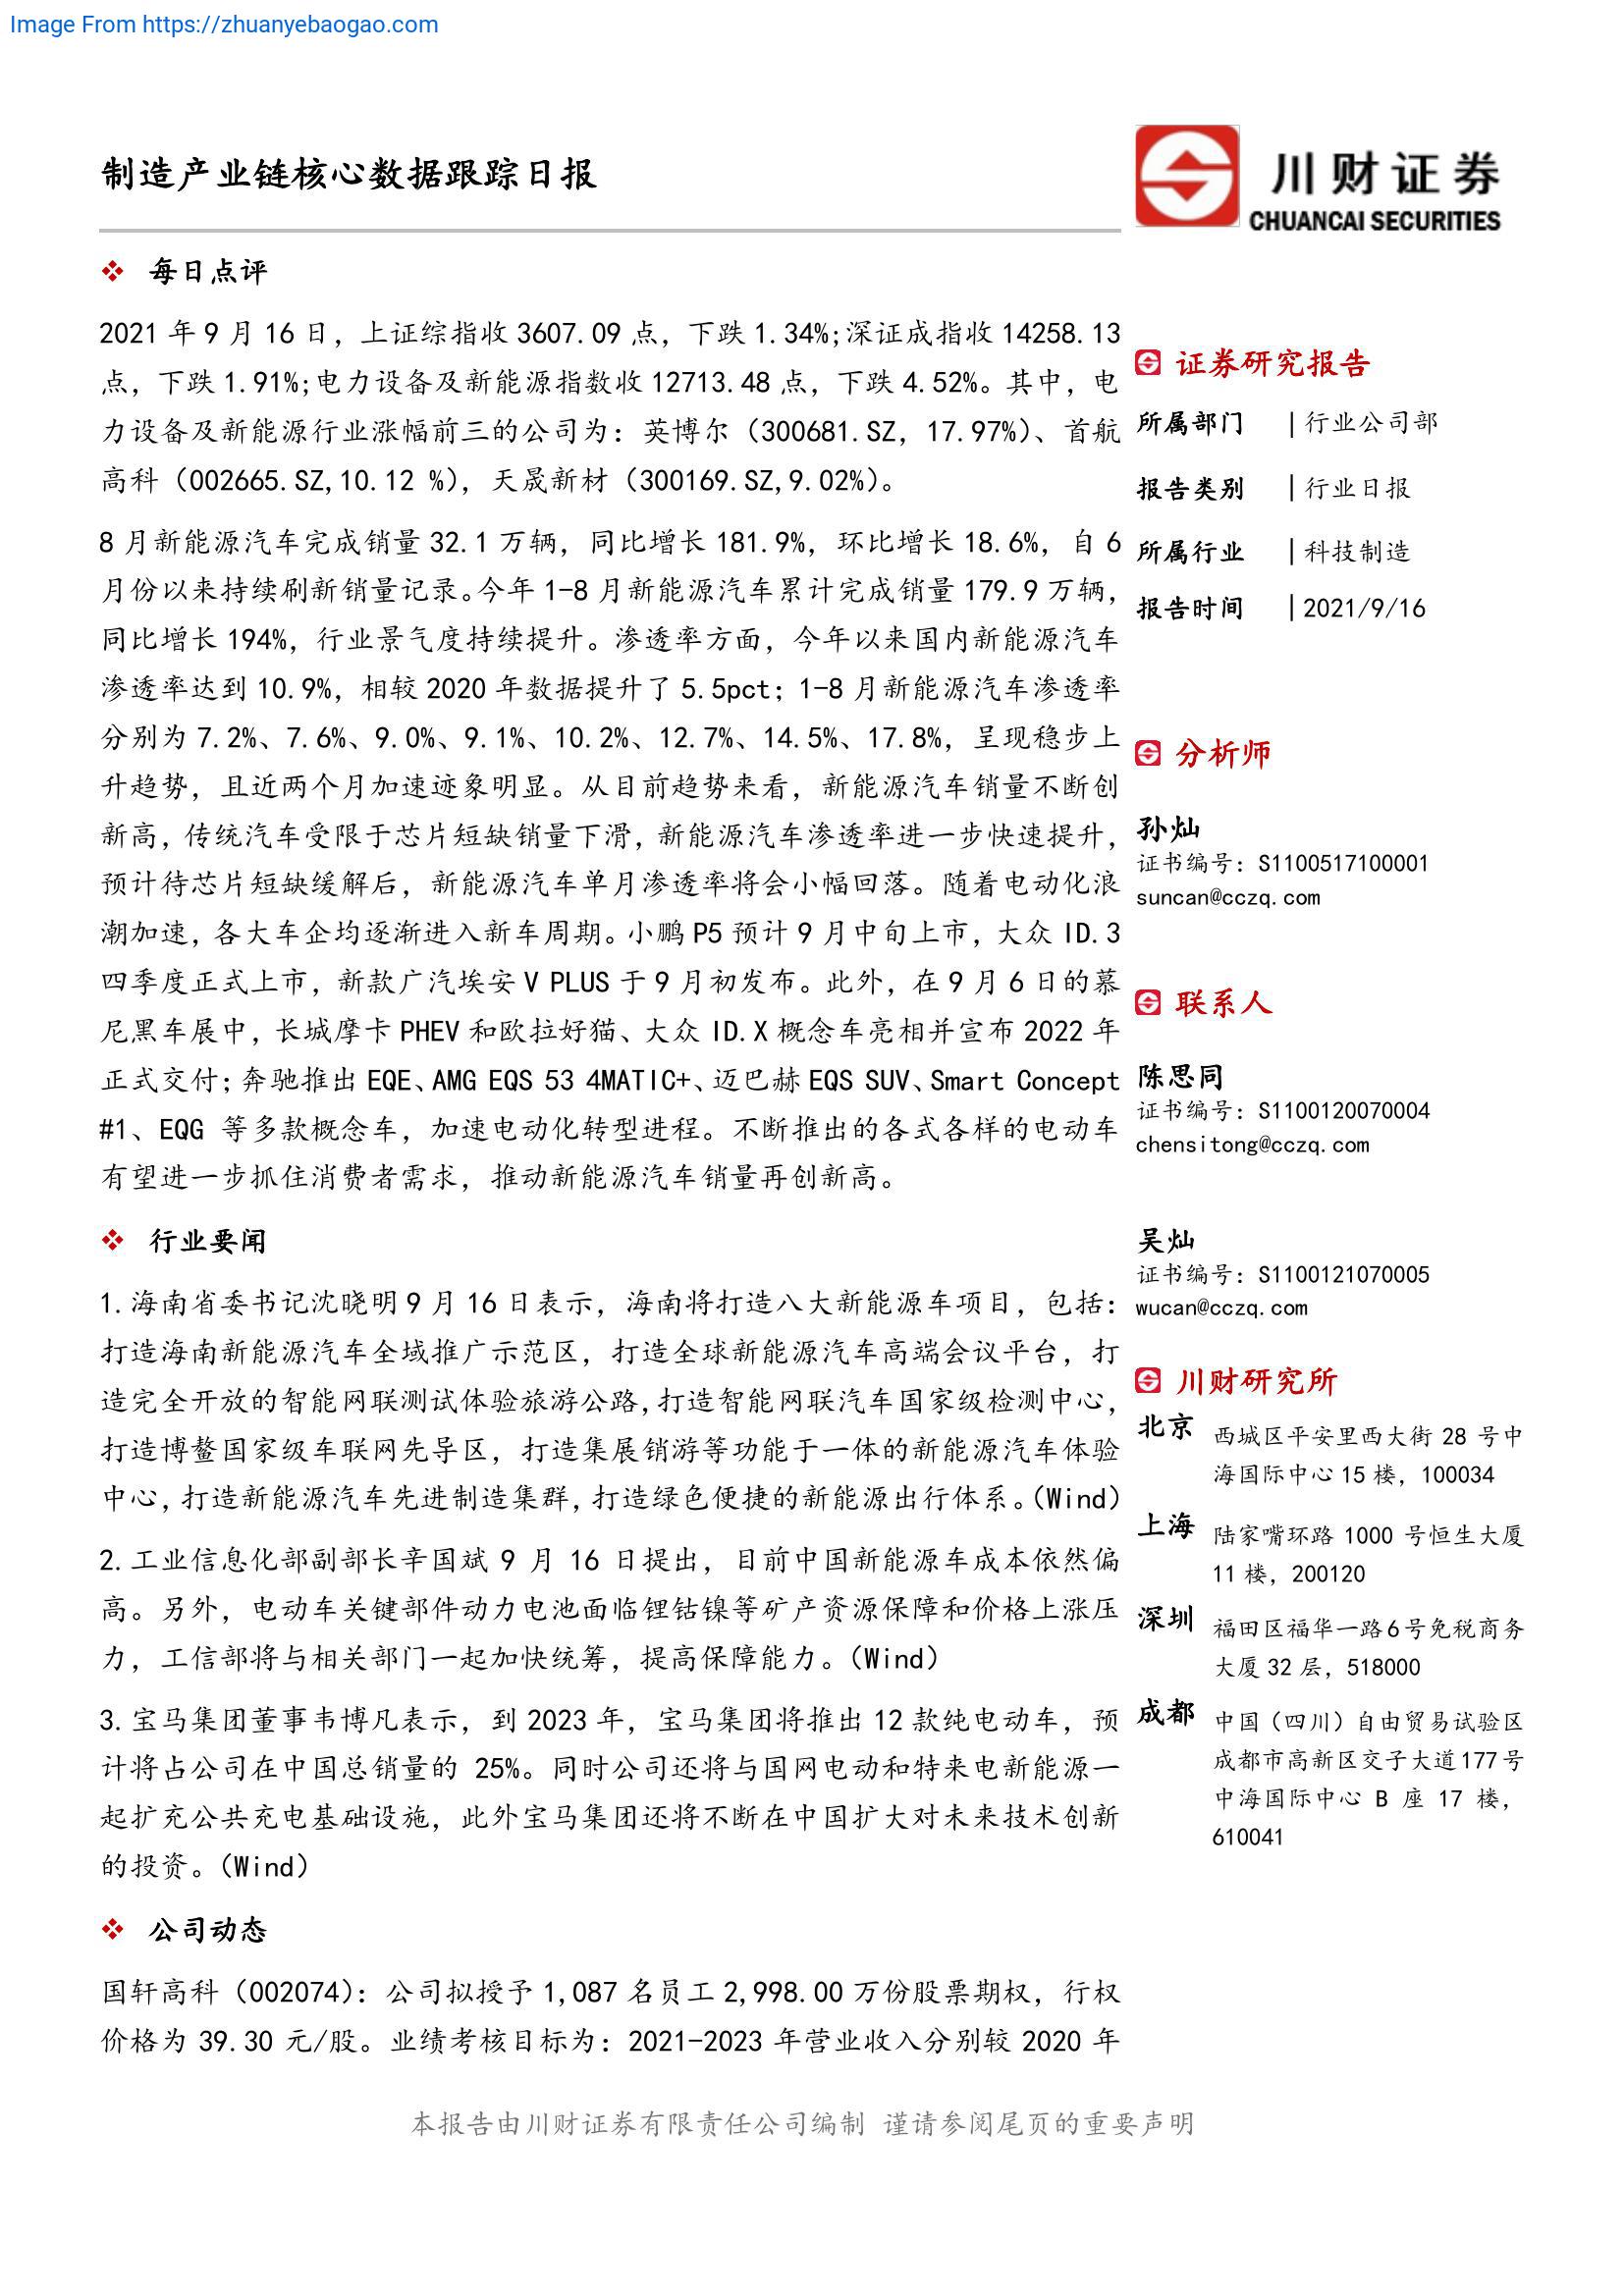 Image From https://zhuanyebaogao.com
制造产业链核心数据跟踪日报
川财证券
CHUANCAI SECURITIES
每日点评
2021 年 9 月 16 日，上证综指收 3607.09 点，下跌 1.34%;深证成指收 14258.13
点，下跌 1.91%;电力设备及新能源指数收 12713.48 点，下跌 4.52%。其中，电
力设备及新能源行业涨幅前三的公司为：英博尔（300681.SZ，17.97%）、首航
高科（002665.SZ,10.12 %），天晟新材（300169.SZ,9.02%）。
8 月新能源汽车完成销量 32.1 万辆，同比增长 181.9%，环比增长 18.6%，自 6
月份以来持续刷新销量记录。今年 1-8 月新能源汽车累计完成销量 179.9 万辆，
同比增长 194%，行业景气度持续提升。渗透率方面，今年以来国内新能源汽车
渗透率达到 10.9%，相较 2020 年数据提升了 5.5pct；1-8 月新能源汽车渗透率
分别为 7.2%、7.6%、9.0%、9.1%、10.2%、12.7%、14.5%、17.8%，呈现稳步上
升趋势，且近两个月加速迹象明显。从目前趋势来看，新能源汽车销量不断创
新高，传统汽车受限于芯片短缺销量下滑，新能源汽车渗透率进一步快速提升，
预计待芯片短缺缓解后，新能源汽车单月渗透率将会小幅回落。随着电动化浪
潮加速，各大车企均逐渐进入新车周期。小鹏 P5 预计 9 月中旬上市，大众 ID.3
四季度正式上市，新款广汽埃安 V PLUS 于 9 月初发布。此外，在 9 月 6 日的慕
尼黑车展中，长城摩卡 PHEV 和欧拉好猫、大众 ID.X 概念车亮相并宣布 2022 年
正式交付；奔驰推出 EQE、AMG EQS 53 4MATIC+、迈巴赫 EQS SUV、Smart Concept
#1、EQG 等多款概念车，加速电动化转型进程。不断推出的各式各样的电动车
有望进一步抓住消费者需求，推动新能源汽车销量再创新高。
行业要闻
1.海南省委书记沈晓明 9 月 16 日表示，海南将打造八大新能源车项目，包括：
打造海南新能源汽车全域推广示范区，打造全球新能源汽车高端会议平台，打
造完全开放的智能网联测试体验旅游公路，打造智能网联汽车国家级检测中心，
打造博鳌国家级车联网先导区，打造集展销游等功能于一体的新能源汽车体验
中心，打造新能源汽车先进制造集群，打造绿色便捷的新能源出行体系。（Wind）
2.工业信息化部副部长辛国斌 9 月 16 日提出，目前中国新能源车成本依然偏
高。另外，电动车关键部件动力电池面临锂钴镍等矿产资源保障和价格上涨压
力，工信部将与相关部门一起加快统筹，提高保障能力。（Wind）
3.宝马集团董事韦博凡表示，到 2023 年，宝马集团将推出 12 款纯电动车，预
计将占公司在中国总销量的 25%。同时公司还将与国网电动和特来电新能源一
起扩充公共充电基础设施，此外宝马集团还将不断在中国扩大对未来技术创新
的投资。（Wind）
公司动态
国轩高科（002074）：公司拟授予 1,087 名员工 2,998.00 万份股票期权，行权
价格为 39.30 元/股。业绩考核目标为：2021-2023 年营业收入分别较 2020 年
证券研究报告
所属部门 | 行业公司部
报告类别 | 行业日报
所属行业 | 科技制造
报告时间 | 2021/9/16
分析师
孙灿
证书编号：S1100517100001
suncan@cczq.com
联系人
陈思同
证书编号：S1100120070004
chensitong@cczq.com
吴灿
证书编号：S1100121070005
wucan@cczq.com
川财研究所
北京 西城区平安里西大街 28 号中
海国际中心 15 楼，100034
上海 陆家嘴环路 1000 号恒生大厦
11 楼，200120
深圳 福田区福华一路 6 号免税商务
大厦 32 层，518000
成都 中国（四川）自由贸易试验区
成都市高新区交子大道 177 号
中海国际中心 B 座 17 楼，
610041
本报告由川财证券有限责任公司编制 谨请参阅尾页的重要声明